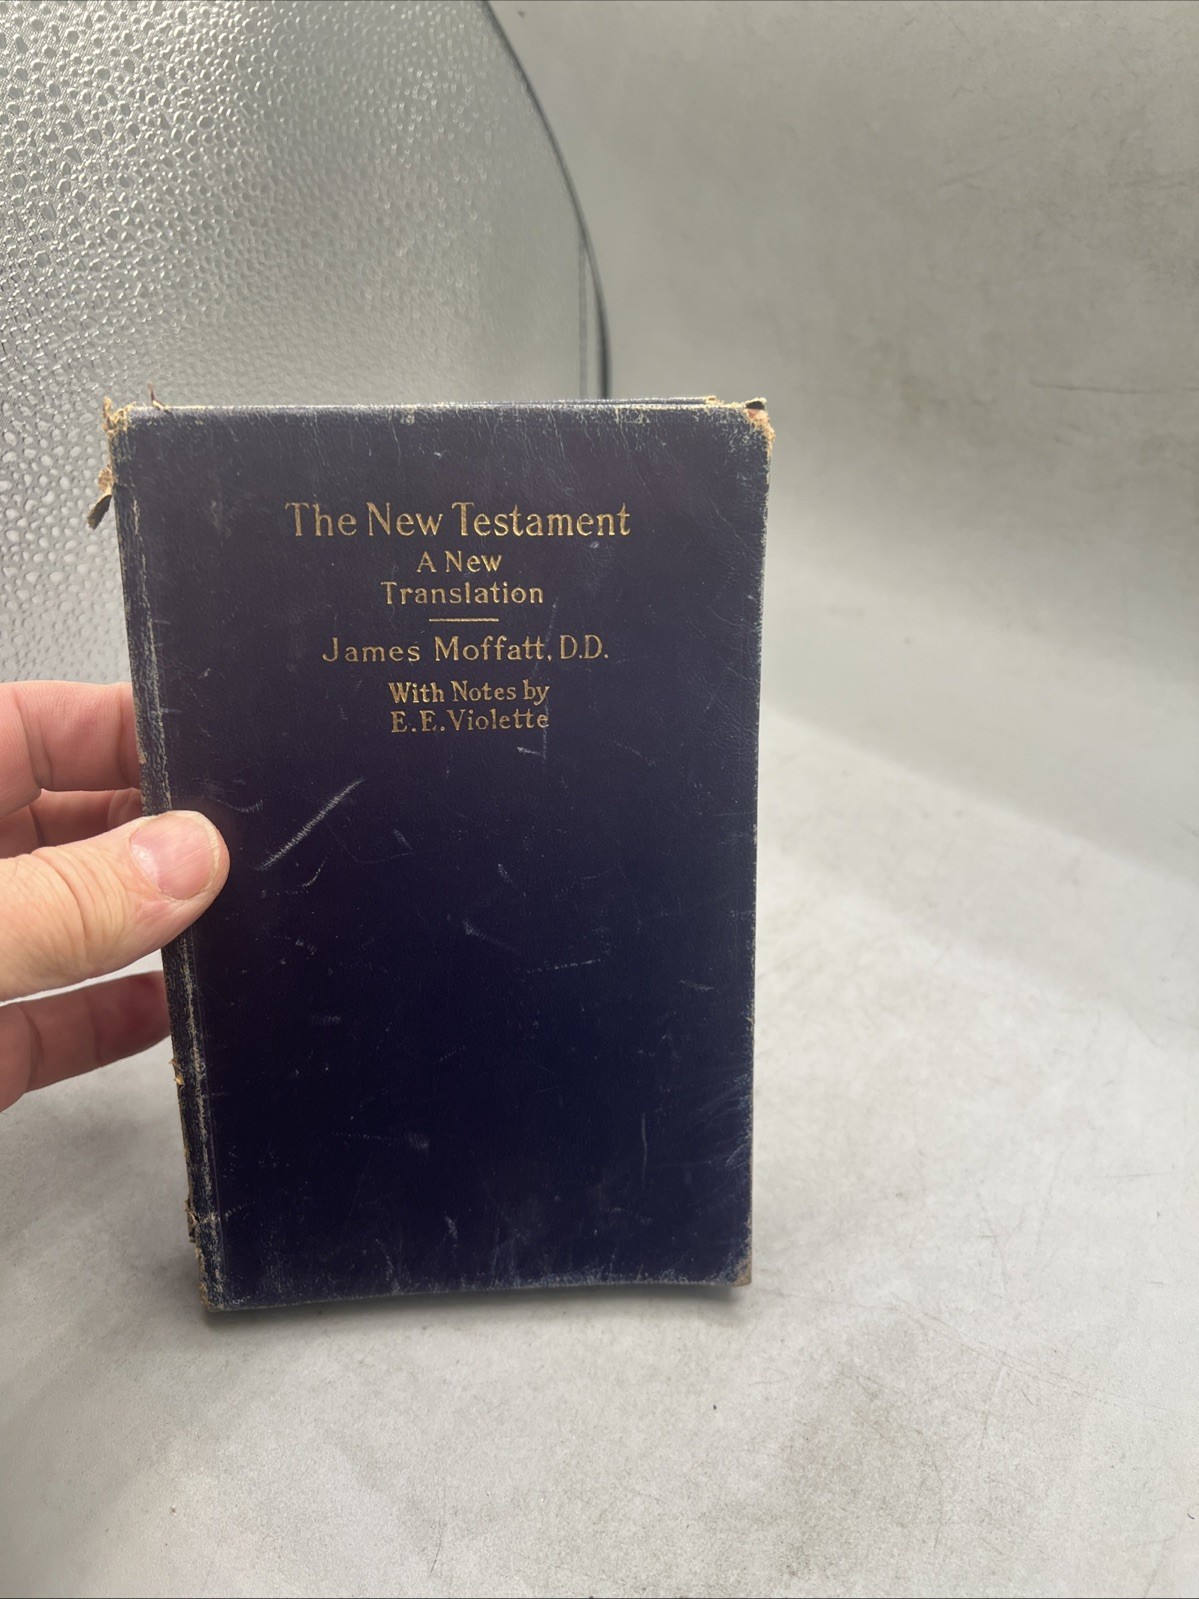 The New Testament
A New
Translation
James Moffatt, D.D.
With Notes by
E.E.Violette